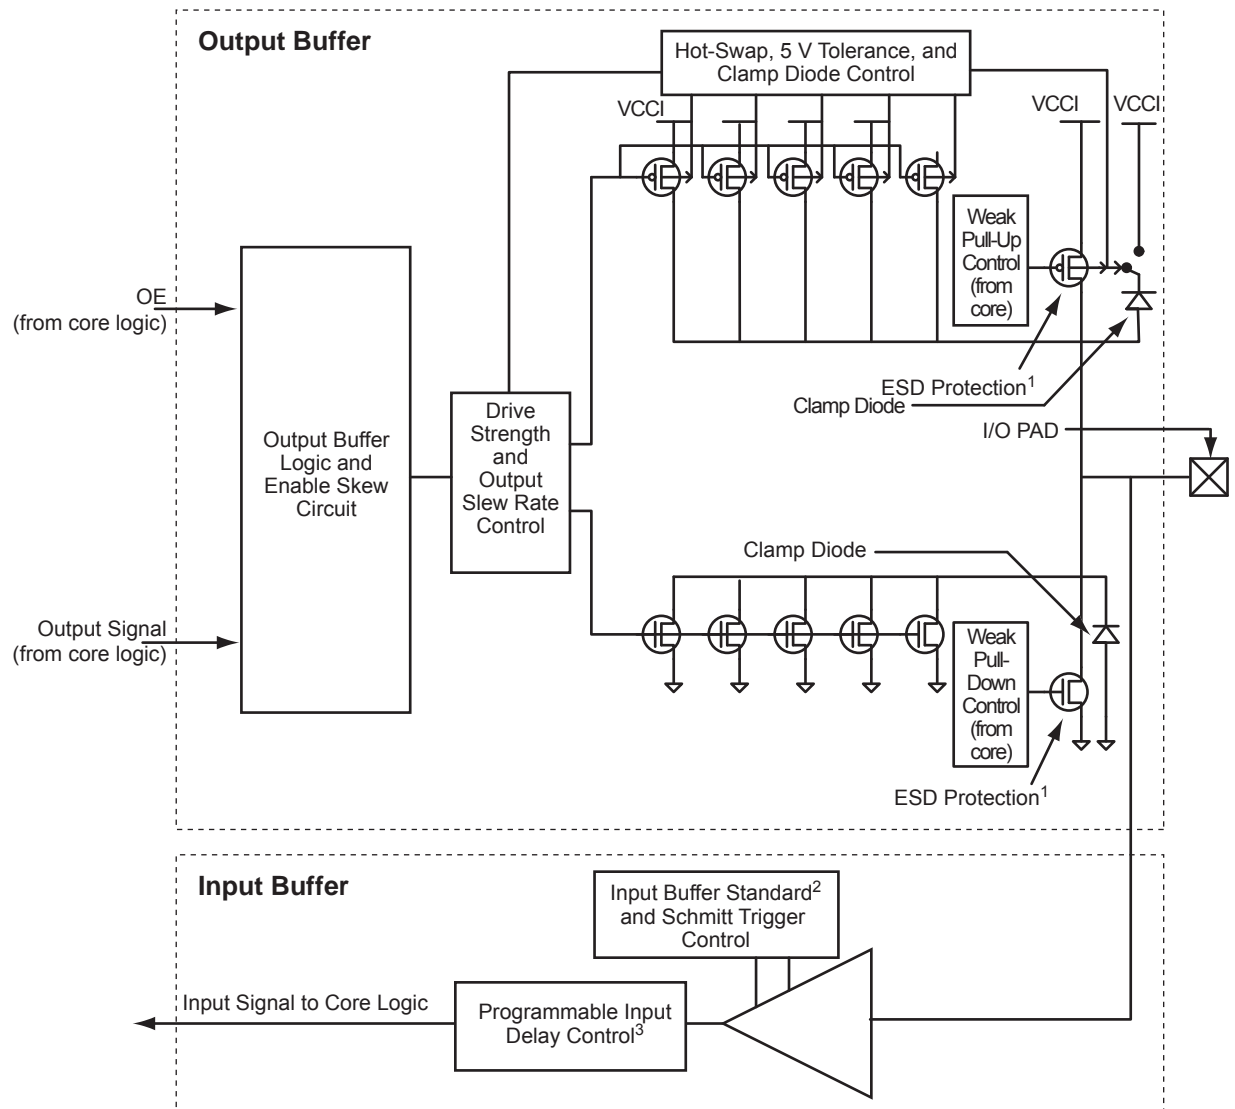 Output Buffer
Hot-Swap, 5 V Tolerance, and
Clamp Diode Control
VCCI
VCCI
VCCI
Weak
Pull-Up
Control
(from
core)
OE
(from core logic)
ESD Protection1
Clamp Diode
I/O PAD
Drive
Strength
and
Output
Slew Rate
Control
Output Buffer
Logic and
Enable Skew
Circuit
Clamp Diode
Output Signal
(from core logic)
Weak
Pull-
Down
Control
(from
core)
ESD Protection1
Input Buffer
Input Buffer Standard2
and Schmitt Trigger
Control
Input Signal to Core Logic
Programmable Input
Delay Control3